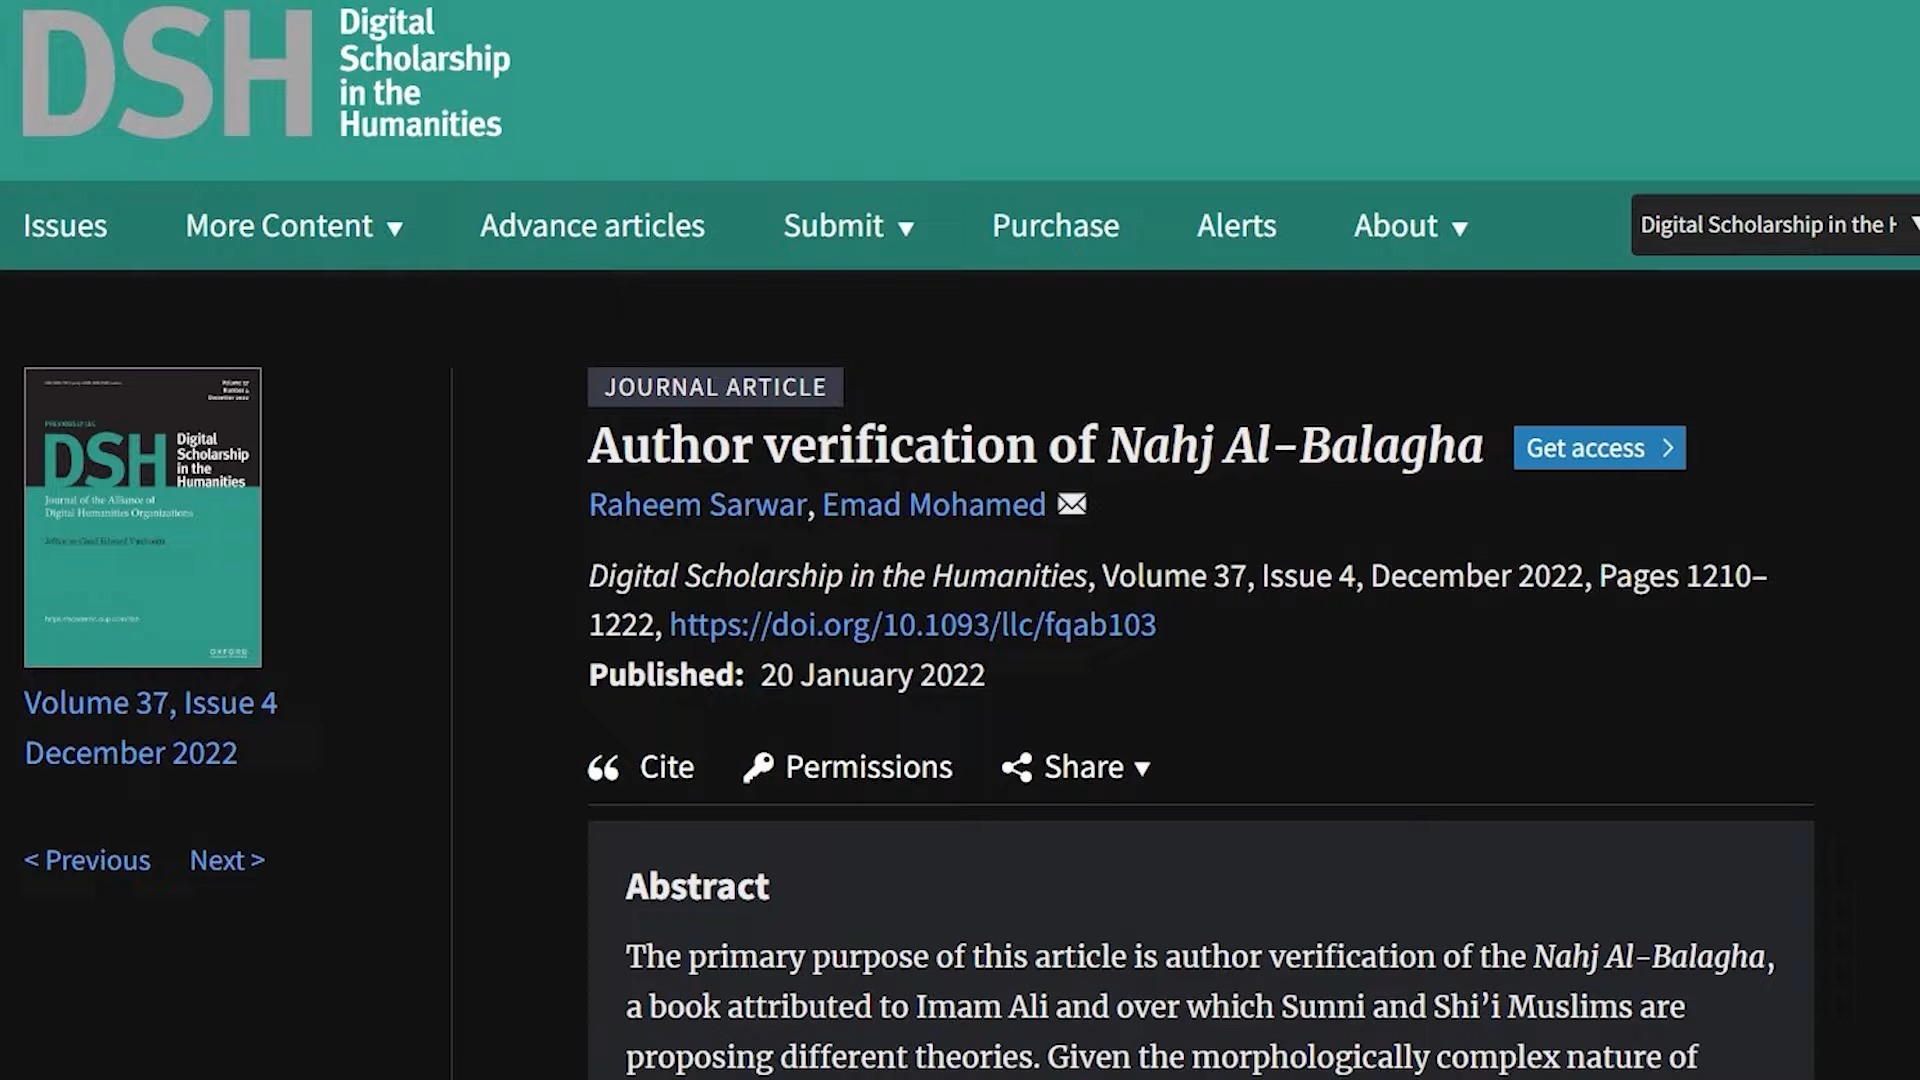 DSH
Digital
Scholarship
in the
Humanities
Issues
More Content ▼
Advance articles
Submit ▼
Purchase
Alerts
About ▼
Digital Scholarship in the
Volume 37
Number 4
December 2022
DSH
Digital
Scholarship
in the
Humanities
Journal of the Alliance of
Digital Humanities Organizations
OXFORD
Volume 37, Issue 4
December 2022
< Previous
Next >
JOURNAL ARTICLE
Author verification of Nahj Al-Balagha
Get access >
Raheem Sarwar, Emad Mohamed
Digital Scholarship in the Humanities, Volume 37, Issue 4, December 2022, Pages 1210–
1222, https://doi.org/10.1093/llc/fqab103
Published: 20 January 2022
Cite
Permissions
Share ▼
Abstract
The primary purpose of this article is author verification of the Nahj Al-Balagha,
a book attributed to Imam Ali and over which Sunni and Shi’i Muslims are
proposing different theories. Given the morphologically complex nature of